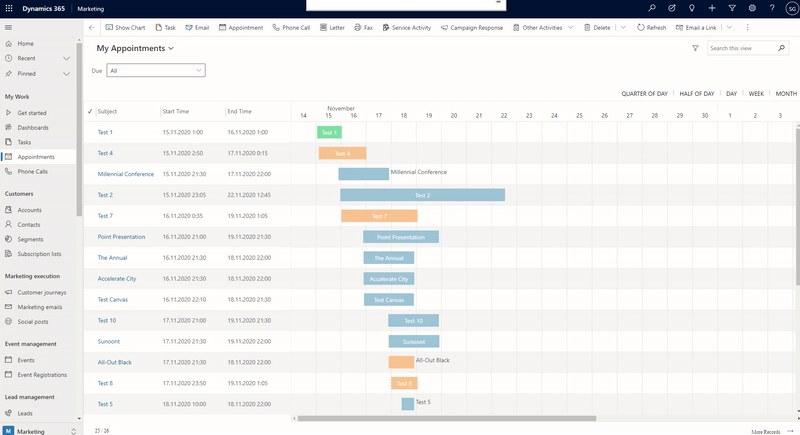 Dynamics 365 Marketing SG
Show Chart Task Email Appointment Phone Call Letter Fax Service Activity Campaign Response Other Activities Delete Refresh Email a Link
Home
Recent
Pinned
My Work
Get started
Dashboards
Tasks
Appointments
Phone Calls
Customers
Accounts
Contacts
Segments
Subscription lists
Marketing execution
Customer journeys
Marketing emails
Social posts
Event management
Events
Event Registrations
Lead management
Leads
M Marketing
My Appointments
Search this view
Due All
QUARTER OF DAY HALF OF DAY DAY WEEK MONTH
Subject Start Time End Time
November
14 15 16 17 18 19 20 21 22 30 1 2 3
Test 1 15.11.2020 1:00 16.11.2020 1:00 Test 1
Test 4 15.11.2020 2:50 17.11.2020 0:15 Test 4
Millennial Conference 15.11.2020 21:30 17.11.2020 22:00 Millennial Conference
Test 2 15.11.2020 23:05 22.11.2020 12:45 Test 2
Test 7 16.11.2020 0:35 19.11.2020 1:05 Test 7
Point Presentation 16.11.2020 21:00 19.11.2020 21:30 Point Presentation
The Annual 16.11.2020 21:30 18.11.2020 22:00 The Annual
Accelerate City 16.11.2020 21:30 18.11.2020 22:00 Accelerate City
Test Canvas 16.11.2020 22:10 18.11.2020 21:30 Test Canvas
Test 10 17.11.2020 21:00 19.11.2020 21:30 Test 10
Sunoont 17.11.2020 21:30 19.11.2020 22:00 Sunoont
All-Out Black 17.11.2020 21:30 18.11.2020 22:00 All-Out Black
Test 8 17.11.2020 23:50 19.11.2020 1:05 Test 8
Test 5 18.11.2020 10:00 18.11.2020 22:00 Test 5
25 / 26 More Records